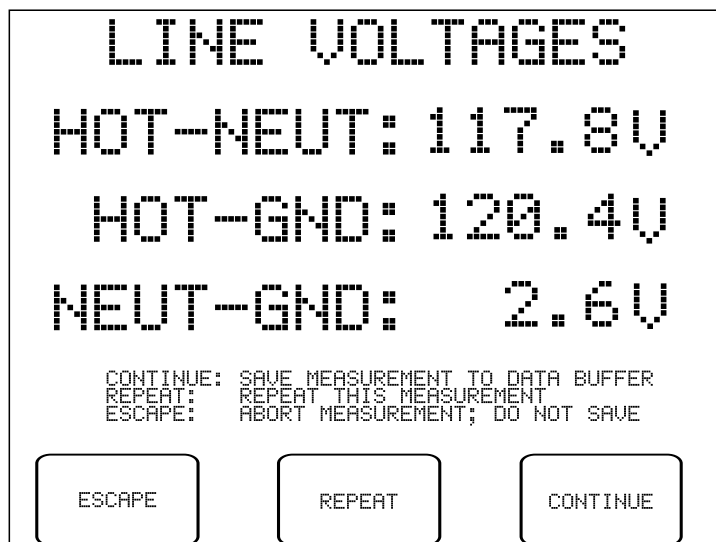 LINE VOLTAGES
HOT-NEUT: 117.8V
HOT-GND: 120.4V
NEUT-GND: 2.6V
CONTINUE: SAVE MEASUREMENT TO DATA BUFFER
REPEAT: REPEAT THIS MEASUREMENT
ESCAPE: ABORT MEASUREMENT; DO NOT SAVE
ESCAPE REPEAT CONTINUE